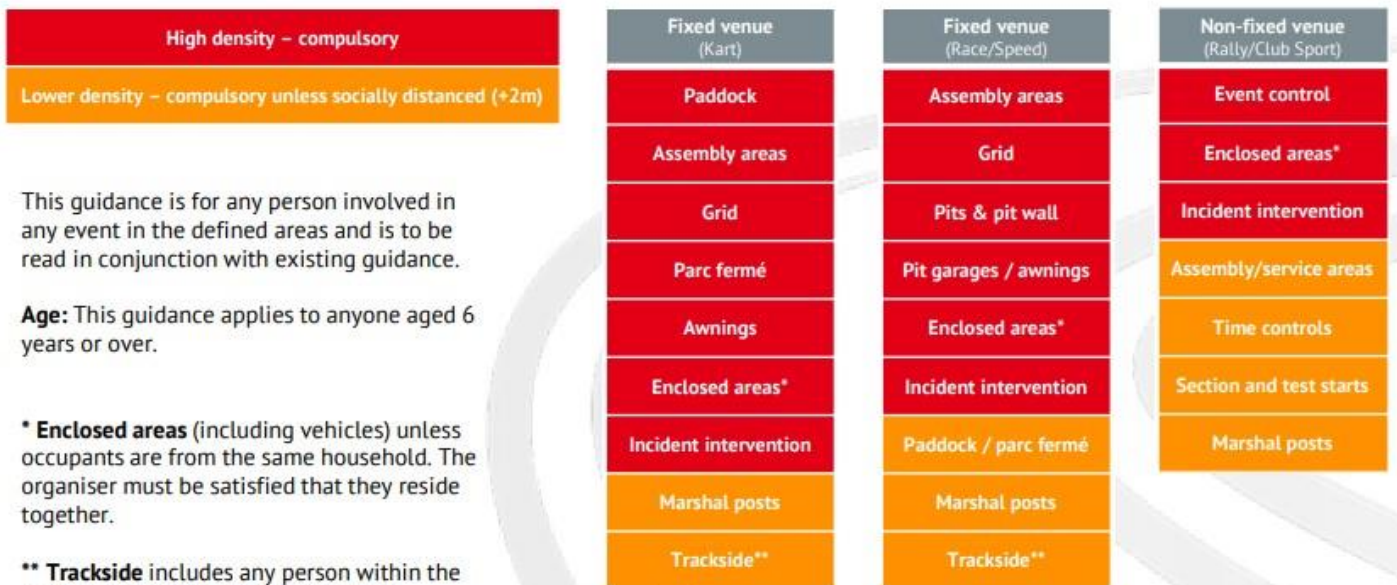 High density – compulsory
Lower density – compulsory unless socially distanced (+2m)
This guidance is for any person involved in
any event in the defined areas and is to be
read in conjunction with existing guidance.
Age: This guidance applies to anyone aged 6
years or over.
* Enclosed areas (including vehicles) unless
occupants are from the same household. The
organiser must be satisfied that they reside
together.
** Trackside includes any person within the
Fixed venue
(Kart)
Paddock
Assembly areas
Grid
Parc fermé
Awnings
Enclosed areas*
Incident intervention
Marshal posts
Trackside**
Fixed venue
(Race/Speed)
Assembly areas
Grid
Pits & pit wall
Pit garages / awnings
Enclosed areas*
Incident intervention
Paddock / parc fermé
Marshal posts
Trackside**
Non-fixed venue
(Rally/Club Sport)
Event control
Enclosed areas*
Incident intervention
Assembly/service areas
Time controls
Section and test starts
Marshal posts